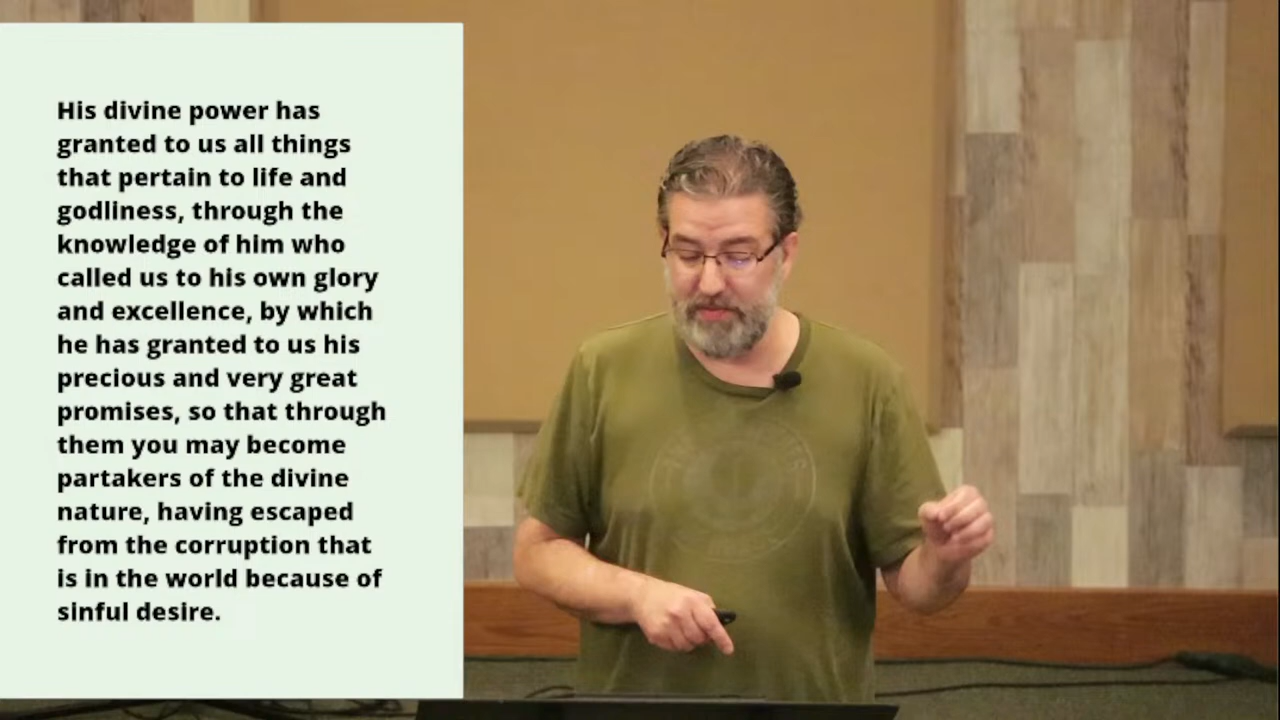 His divine power has
granted to us all things
that pertain to life and
godliness, through the
knowledge of him who
called us to his own glory
and excellence, by which
he has granted to us his
precious and very great
promises, so that through
them you may become
partakers of the divine
nature, having escaped
from the corruption that
is in the world because of
sinful desire.